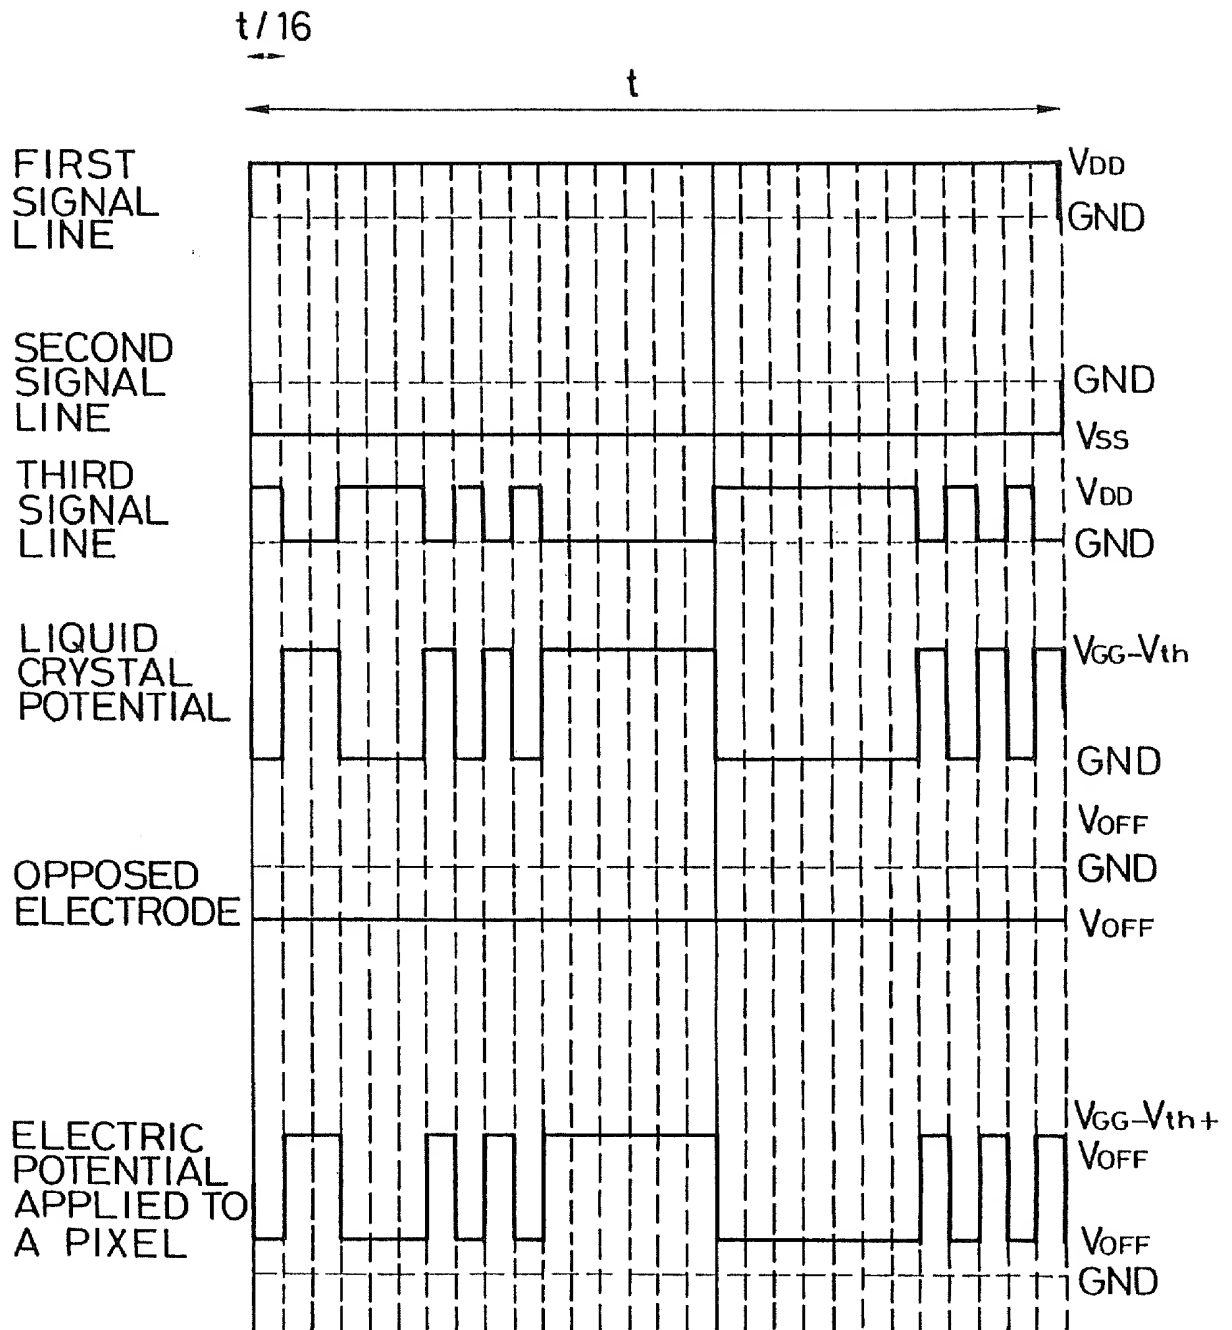 t/16
t
FIRST
SIGNAL
LINE
VDD
GND
SECOND
SIGNAL
LINE
GND
VSS
THIRD
SIGNAL
LINE
VDD
GND
LIQUID
CRYSTAL
POTENTIAL
VGG-Vth
GND
VOFF
GND
OPPOSED
ELECTRODE
VOFF
ELECTRIC
POTENTIAL
APPLIED TO
A PIXEL
VGG-Vth+
VOFF
VOFF
GND